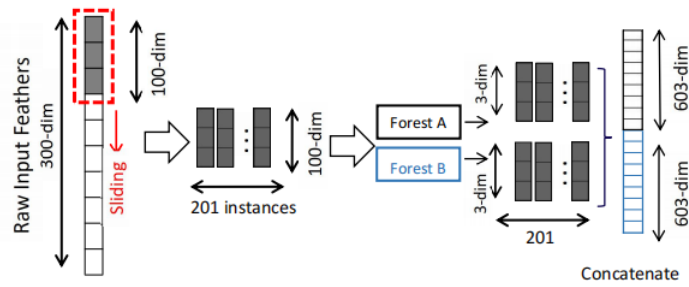 Raw Input Feathers
300-dim
100-dim
Sliding
100-dim
201 instances
Forest A
Forest B
3-dim
3-dim
201
603-dim
603-dim
Concatenate